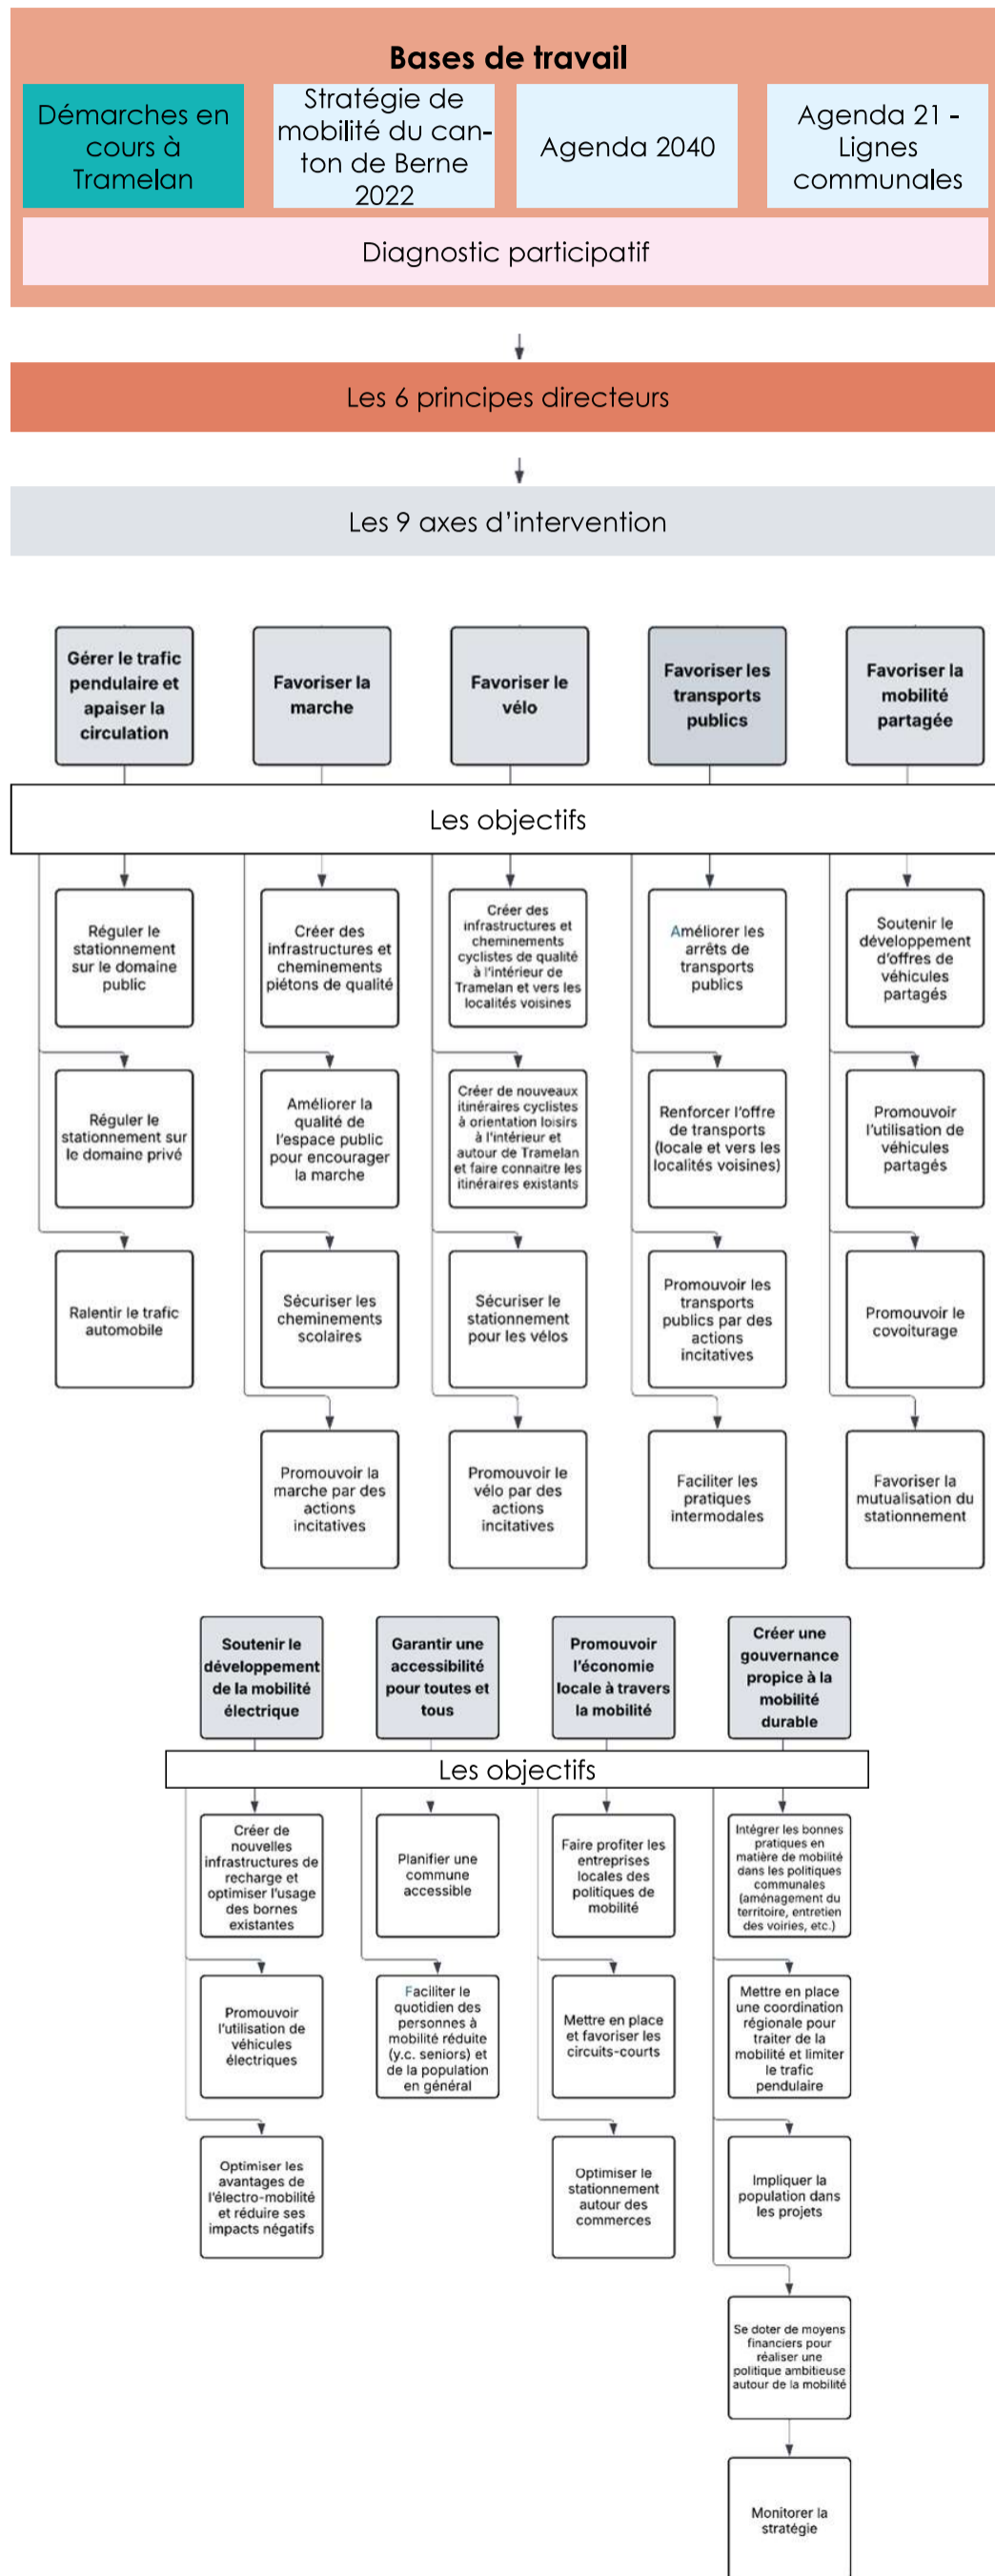 Bases de travail
Démarches en
cours à
Tramelan
Stratégie de
mobilité du can-
ton de Berne
2022
Agenda 2040
Agenda 21 -
Lignes
communales
Diagnostic participatif
Les 6 principes directeurs
Les 9 axes d'intervention
Gérer le trafic
pendulaire et
apaiser la
circulation
Favoriser la
marche
Favoriser le
vélo
Favoriser les
transports
publics
Favoriser la
mobilité
partagée
Les objectifs
Réguler le
stationnement
sur le domaine
public
Créer des
infrastructures et
cheminements
piétons de qualité
Créer des
infrastructures et
cheminements
cyclistes de qualité
à l'intérieur de
Tramelan et vers les
localités voisines
Améliorer les
arrêts de
transports
publics
Soutenir le
développement
d'offres de
véhicules
partagés
Réguler le
stationnement sur
le domaine privé
Améliorer la
qualité de
l'espace public
pour encourager
la marche
Créer de nouveaux
itinéraires cyclistes
à orientation loisirs
à l'intérieur et
autour de Tramelan
et faire connaitre les
itinéraires existants
Renforcer l'offre
de transports
(locale et vers les
localités voisines)
Promouvoir
l'utilisation de
véhicules
partagés
Ralentir le trafic
automobile
Sécuriser les
cheminements
scolaires
Sécuriser le
stationnement
pour les vélos
Promouvoir les
transports
publics par des
actions
incitatives
Promouvoir le
covoiturage
Promouvoir la
marche par des
actions
incitatives
Promouvoir le
vélo par des
actions
incitatives
Faciliter les
pratiques
intermodales
Favoriser la
mutualisation du
stationnement
Soutenir le
développement
de la mobilité
électrique
Garantir une
accessibilité
pour toutes et
tous
Promouvoir
l'économie
locale à travers
la mobilité
Créer une
gouvernance
propice à la
mobilité
durable
Les objectifs
Créer de
nouvelles
infrastructures de
recharge et
optimiser l'usage
des bornes
existantes
Planifier une
commune
accessible
Faire profiter les
entreprises
locales des
politiques de
mobilité
Intégrer les bonnes
pratiques en
matière de mobilité
dans les politiques
communales
(aménagement du
territoire, entretien
des voiries, etc.)
Promouvoir
l'utilisation de
véhicules
électriques
Faciliter le
quotidien des
personnes à
mobilité réduite
(y.c. seniors) et
de la population
en général
Mettre en place
et favoriser les
circuits-courts
Mettre en place
une coordination
régionale pour
traiter de la
mobilité et limiter
le trafic
pendulaire
Optimiser les
avantages de
l'électro-mobilité
et réduire ses
impacts négatifs
Optimiser le
stationnement
autour des
commerces
Impliquer la
population dans
les projets
Se doter de moyens
financiers pour
réaliser une
politique ambitieuse
autour de la mobilité
Monitorer la
stratégie